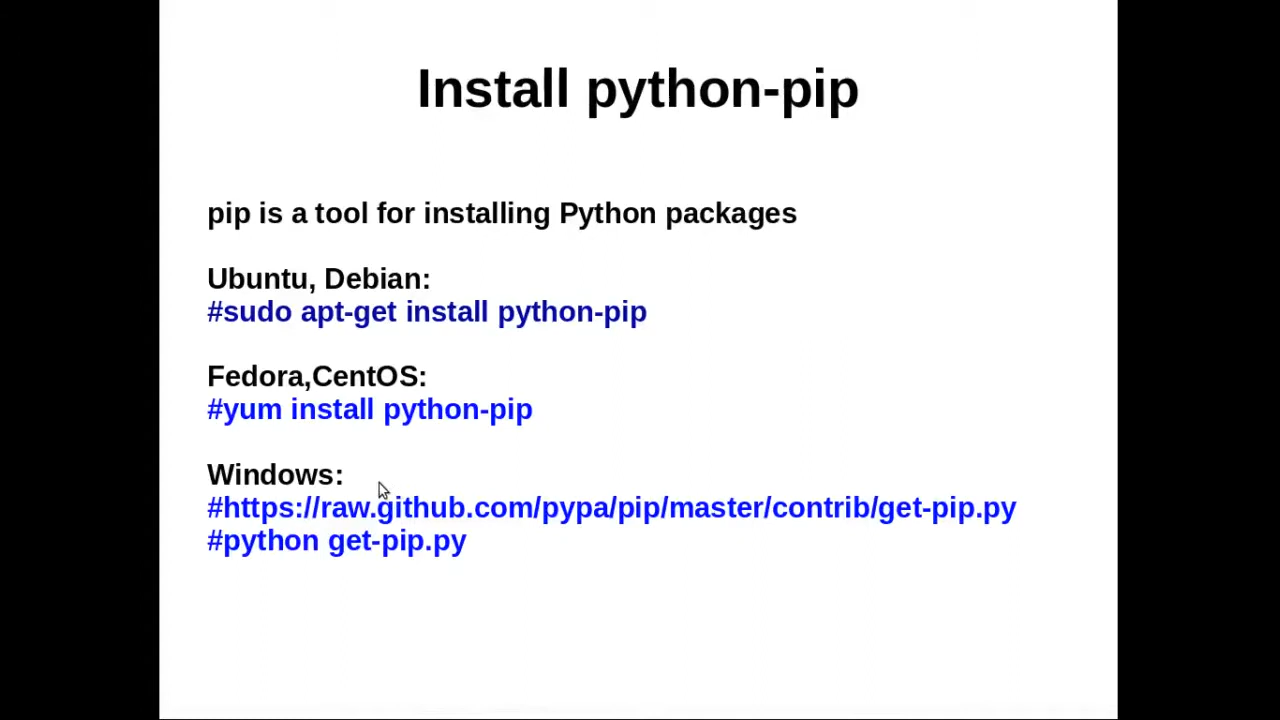 Install python-pip
pip is a tool for installing Python packages
Ubuntu, Debian:
#sudo apt-get install python-pip
Fedora,CentOS:
#yum install python-pip
Windows:
#https://raw.github.com/pypa/pip/master/contrib/get-pip.py
#python get-pip.py